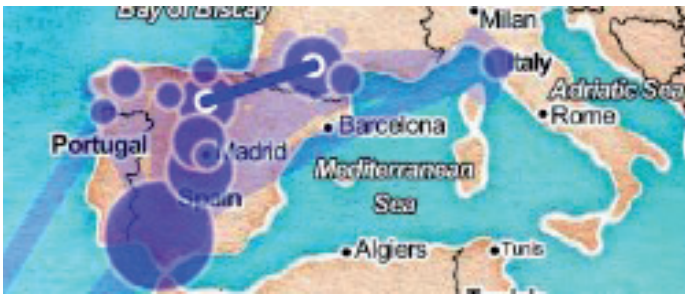 Bay of Biscay
Milan
Italy
Adriatic Sea
Rome
Portugal
Barcelona
Madrid
Mediterranean
Sea
Spain
Algiers
Tunis